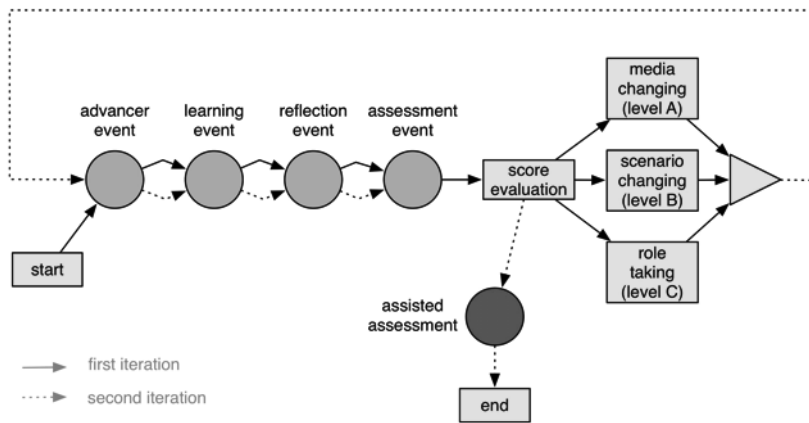 advancer
event
learning
event
reflection
event
assessment
event
score
evaluation
media
changing
(level A)
scenario
changing
(level B)
role
taking
(level C)
start
assisted
assessment
end
first iteration
second iteration